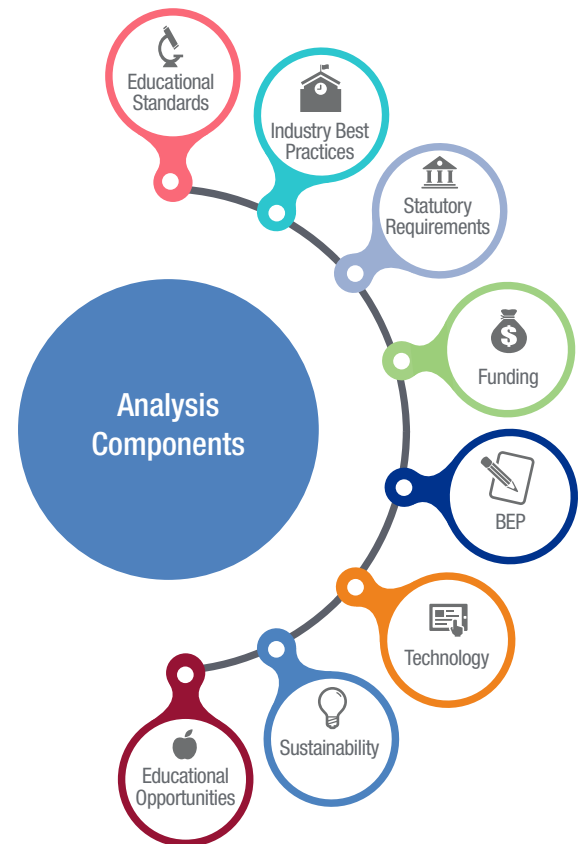 Educational
Standards
Industry Best
Practices
Statutory
Requirements
$
Funding
Analysis
Components
BEP
Technology
Sustainability
Educational
Opportunities